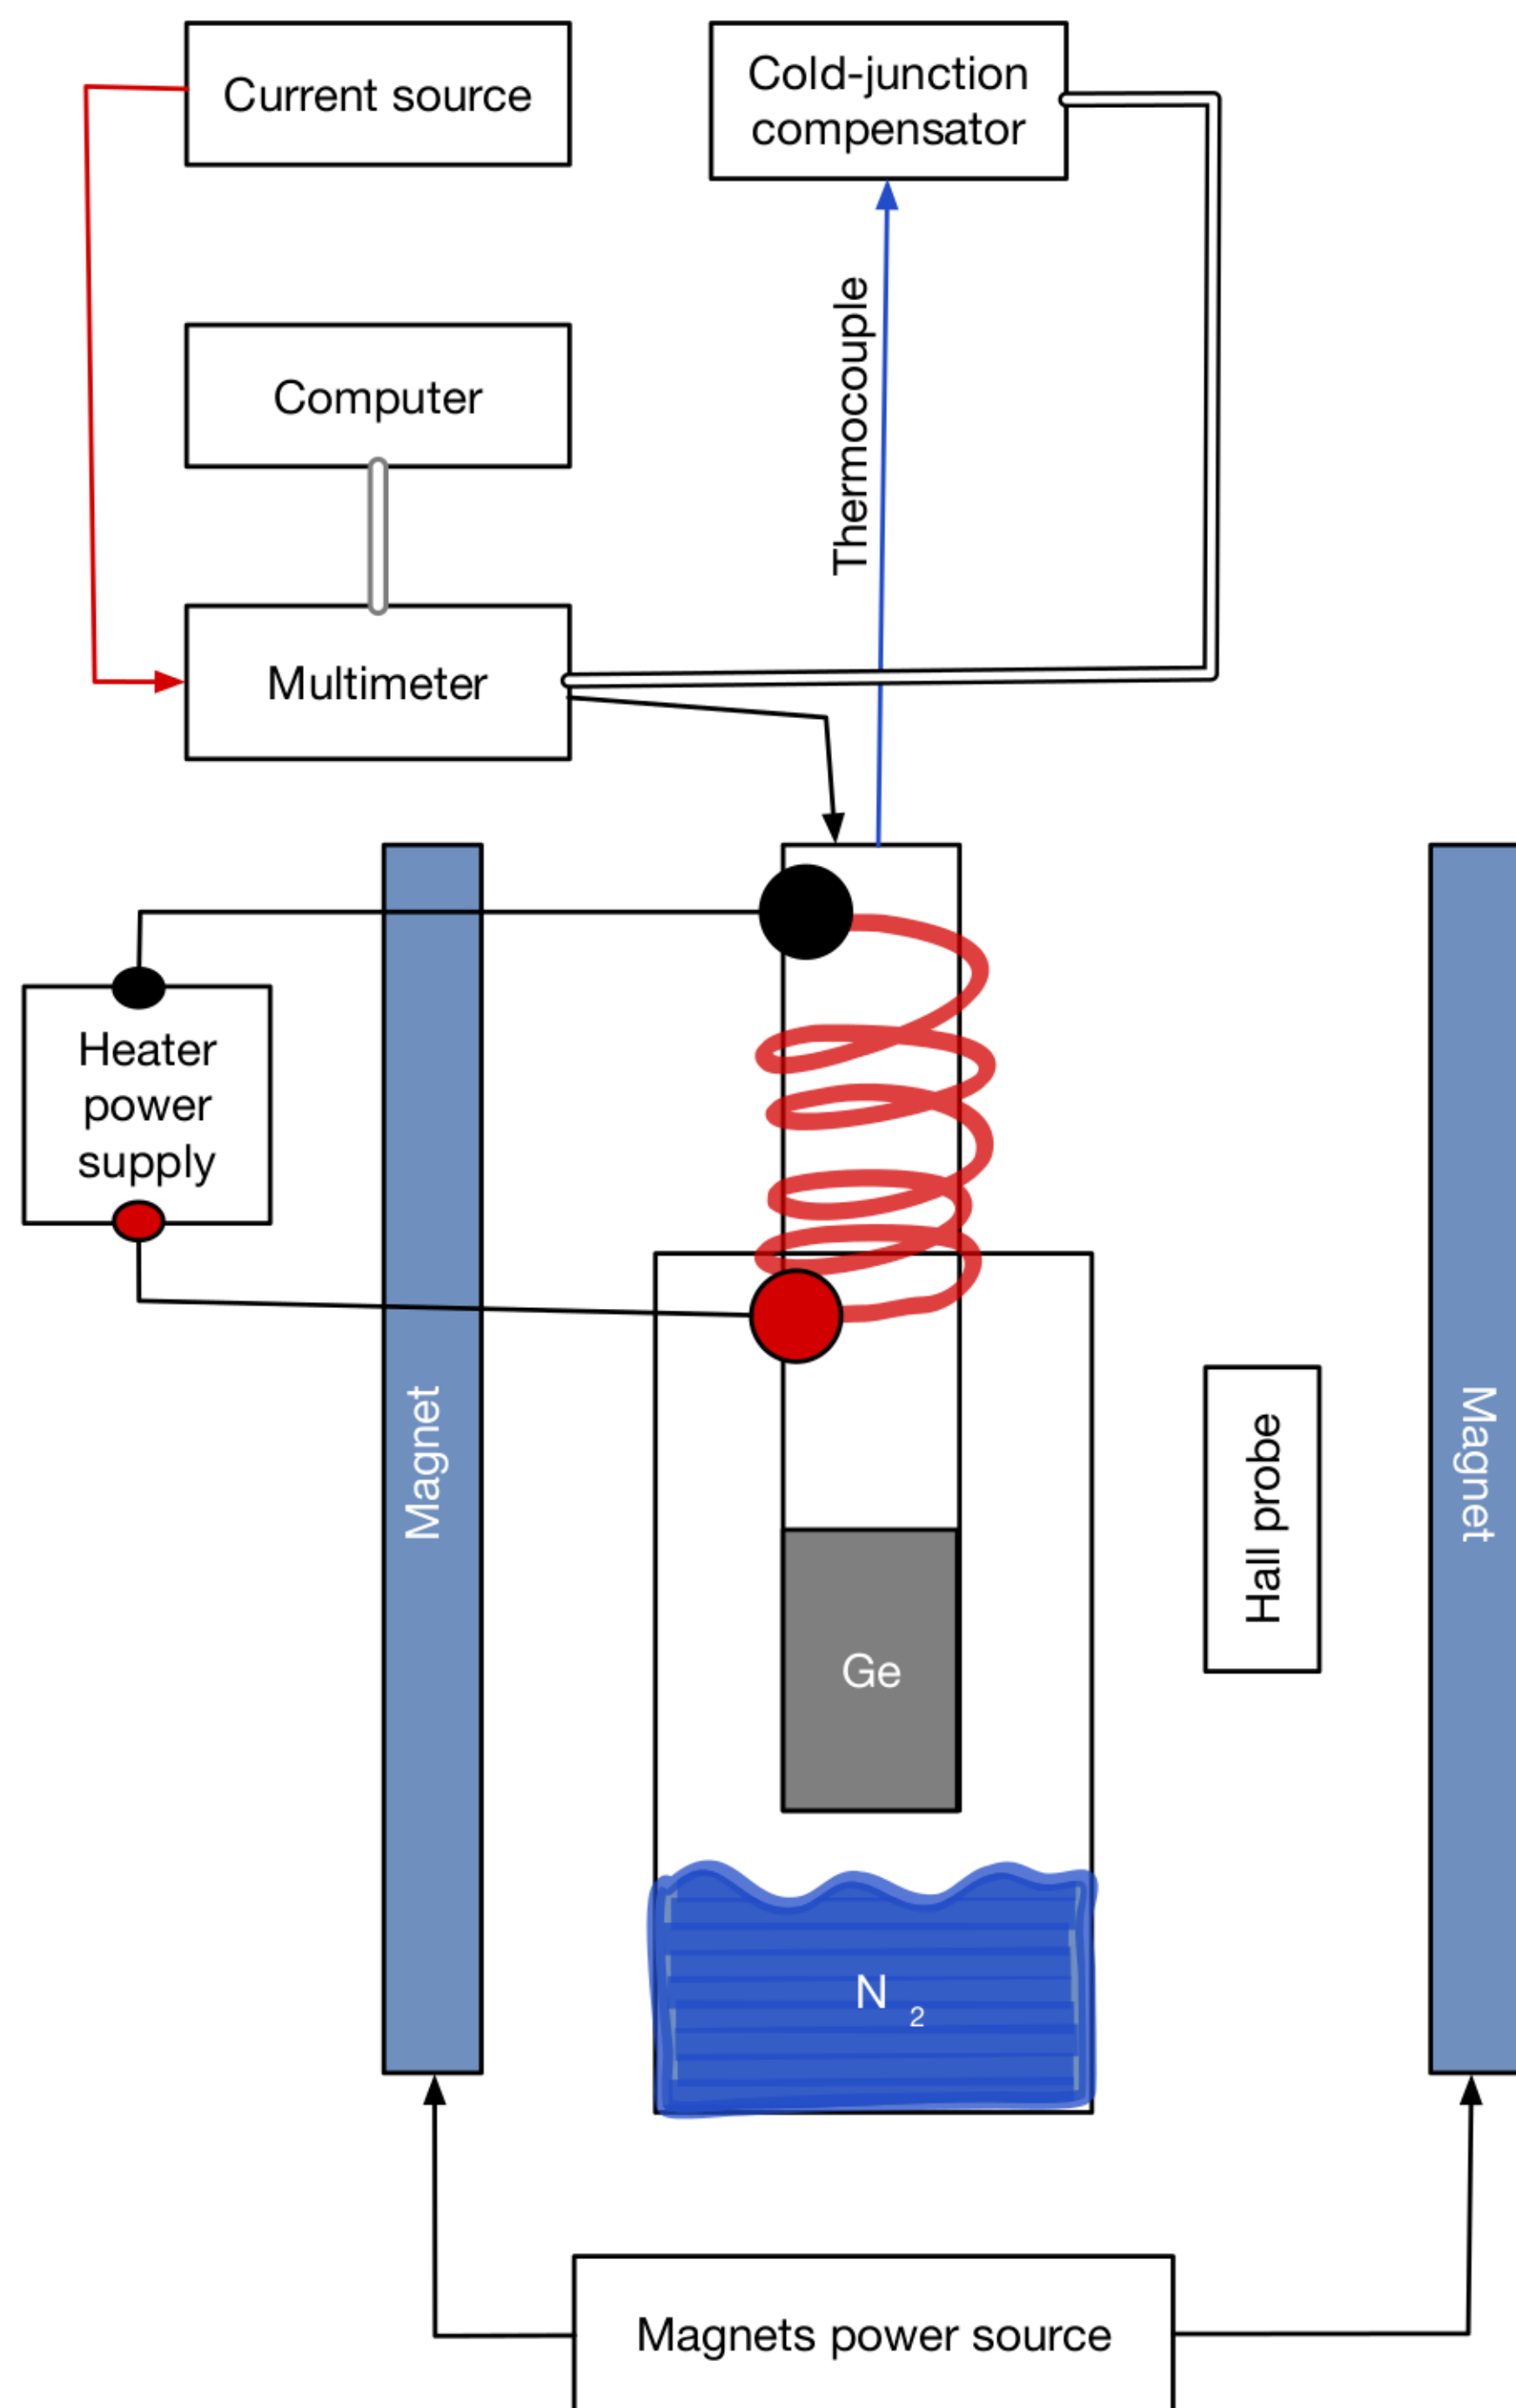 Current source
Cold-junction
compensator
Thermocouple
Computer
Multimeter
Heater
power
supply
Magnet
Hall probe
Magnet
Ge
N 2
Magnets power source